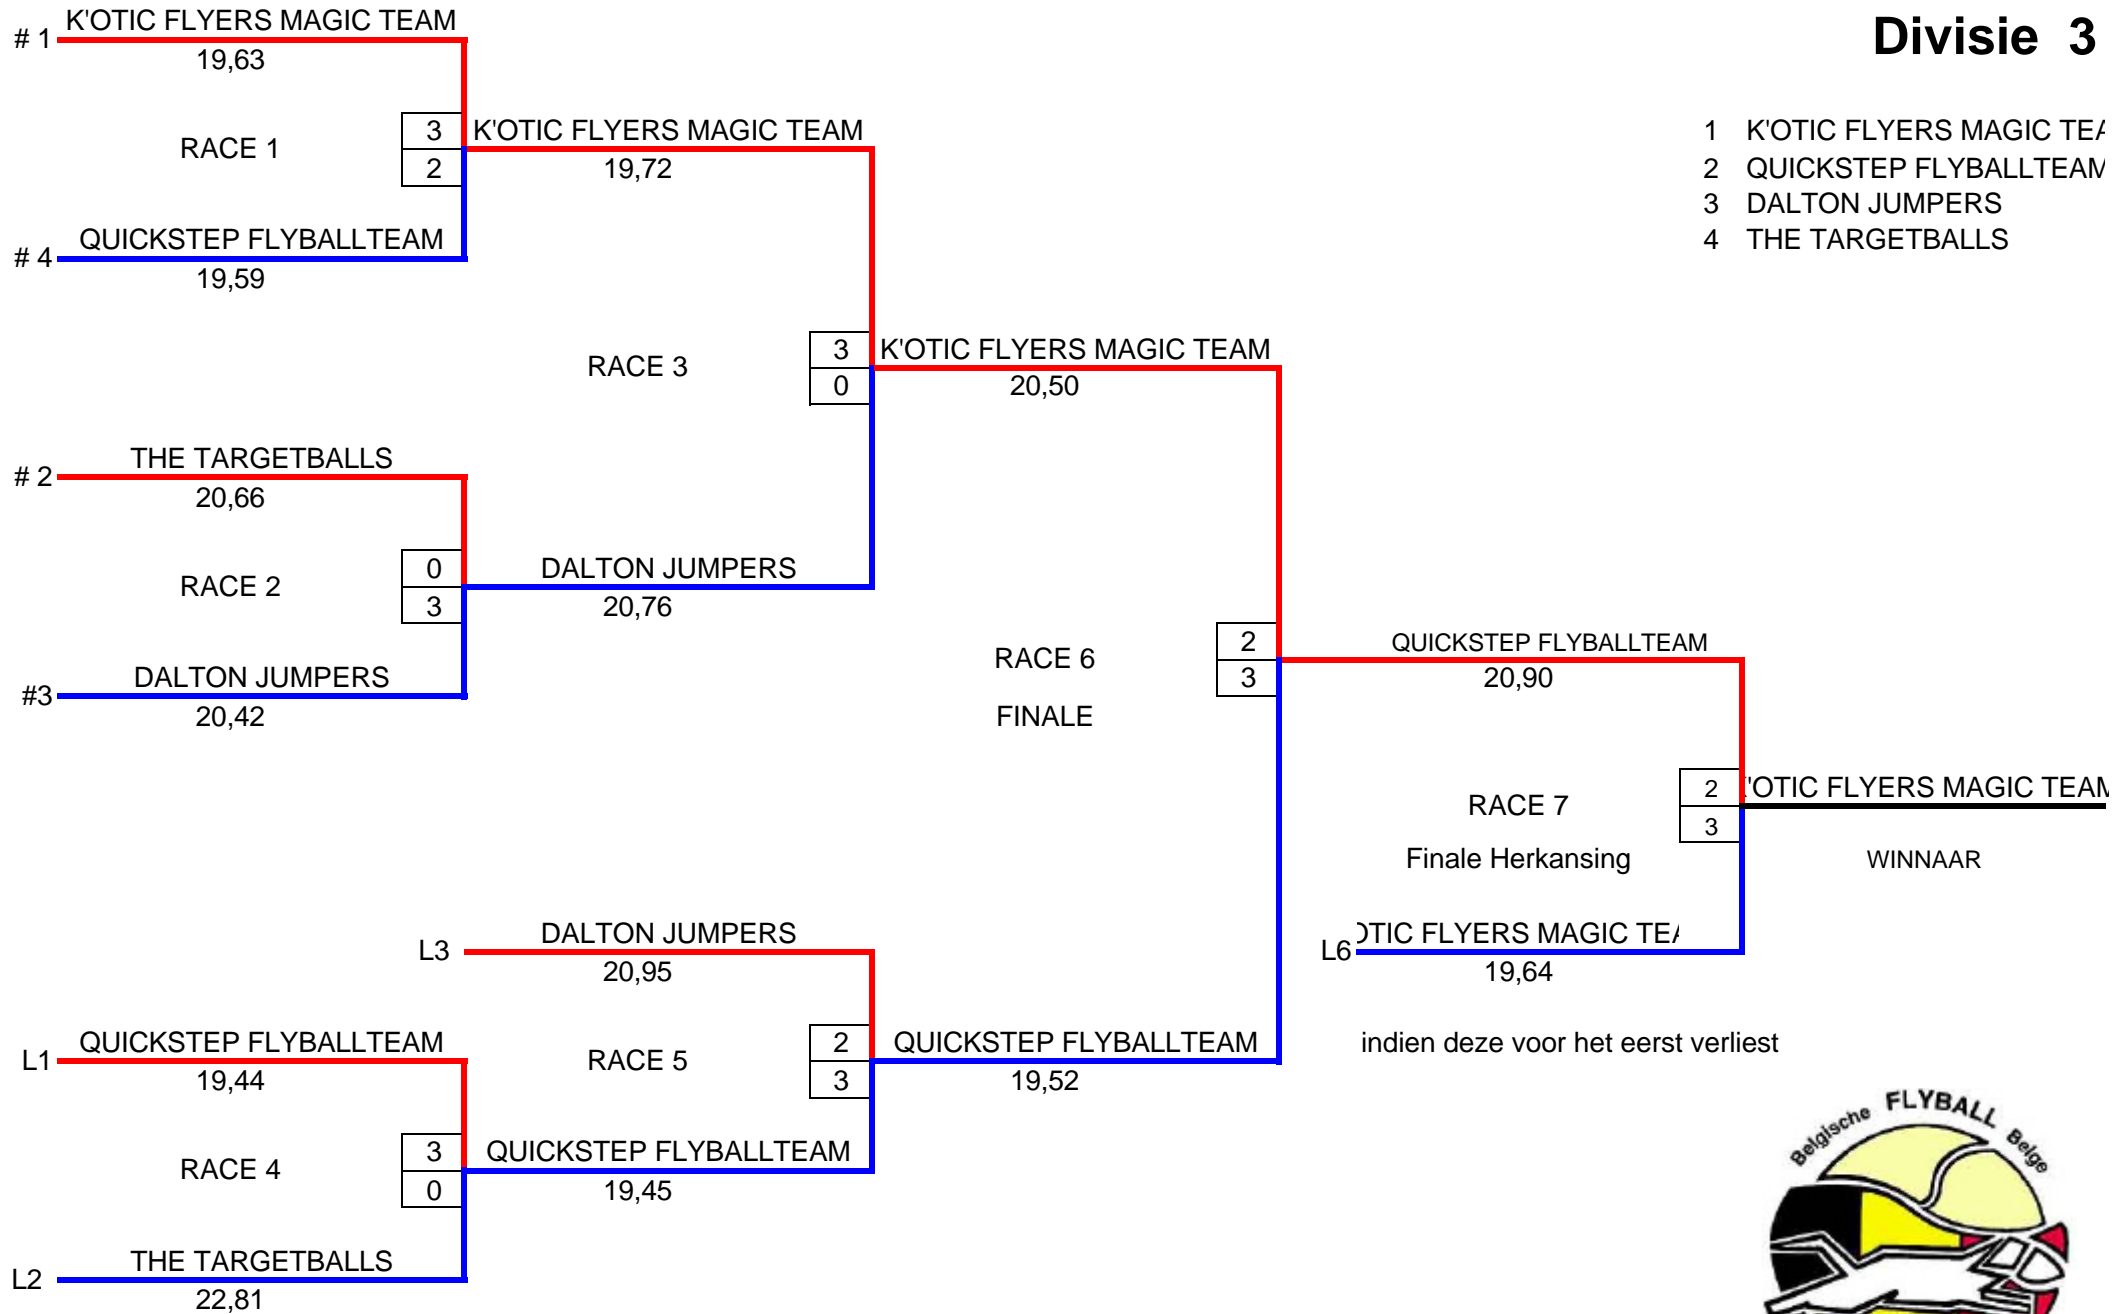 Divisie 3
1 K'OTIC FLYERS MAGIC TEA
2 QUICKSTEP FLYBALLTEAM
3 DALTON JUMPERS
4 THE TARGETBALLS
# 1 K'OTIC FLYERS MAGIC TEAM
19,63
RACE 1
3
2
# 4 QUICKSTEP FLYBALLTEAM
19,59
K'OTIC FLYERS MAGIC TEAM
19,72
RACE 3
3
0
# 2 THE TARGETBALLS
20,66
RACE 2
0
3
#3 DALTON JUMPERS
20,42
DALTON JUMPERS
20,76
K'OTIC FLYERS MAGIC TEAM
20,50
RACE 6
FINALE
2
3
QUICKSTEP FLYBALLTEAM
20,90
RACE 7
Finale Herkansing
2
3
'OTIC FLYERS MAGIC TEAM
WINNAAR
L6 OTIC FLYERS MAGIC TEA
19,64
indien deze voor het eerst verliest
L3 DALTON JUMPERS
20,95
RACE 5
2
3
QUICKSTEP FLYBALLTEAM
19,52
L1 QUICKSTEP FLYBALLTEAM
19,44
RACE 4
3
0
QUICKSTEP FLYBALLTEAM
19,45
L2 THE TARGETBALLS
22,81
Belgische FLYBALL Belge